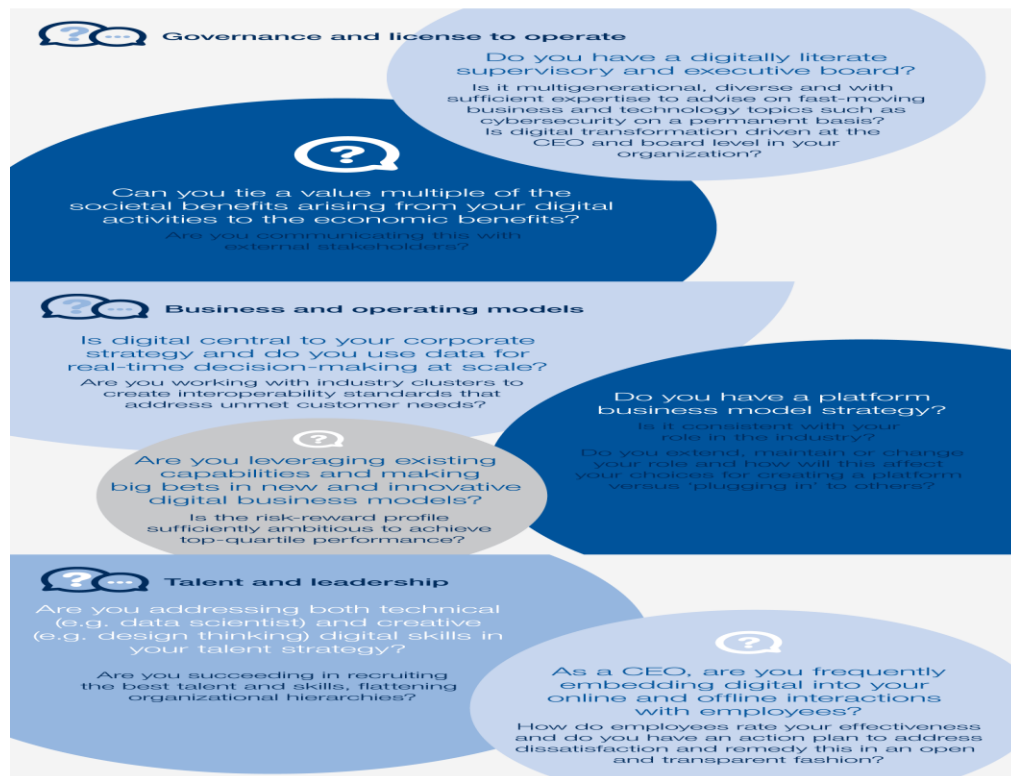 Governance and license to operate
Do you have a digitally literate
supervisory and executive board?
Is it multigenerational, diverse and with
sufficient expertise to advise on fast-moving
business and technology topics such as
cybersecurity on a permanent basis?
Is digital transformation driven at the
CEO and board level in your
organization?
Can you tie a value multiple of the
societal benefits arising from your digital
activities to the economic benefits?
Are you communicating this with
external stakeholders?
Business and operating models
Is digital central to your corporate
strategy and do you use data for
real-time decision-making at scale?
Are you working with industry clusters to
create interoperability standards that
address unmet customer needs?
Do you have a platform
business model strategy?
Is it consistent with your
role in the industry?
Do you extend, maintain or change
your role and how will this affect
your choices for creating a platform
versus 'plugging in' to others?
Are you leveraging existing
capabilities and making
big bets in new and innovative
digital business models?
Is the risk-reward profile
sufficiently ambitious to achieve
top-quartile performance?
Talent and leadership
Are you addressing both technical
(e.g. data scientist) and creative
(e.g. design thinking) digital skills in
your talent strategy?
Are you succeeding in recruiting
the best talent and skills, flattening
organizational hierarchies?
As a CEO, are you frequently
embedding digital into your
online and offline interactions
with employees?
How do employees rate your effectiveness
and do you have an action plan to address
dissatisfaction and remedy this in an open
and transparent fashion?